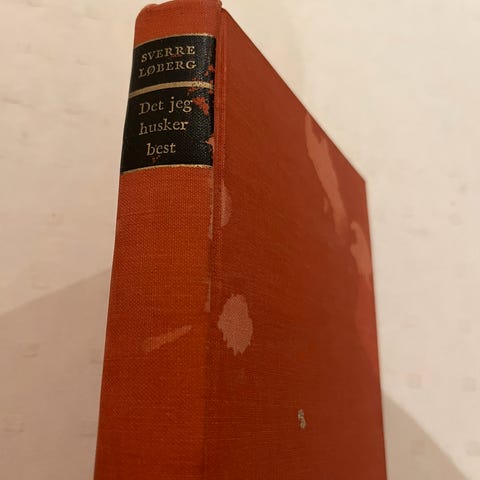 SVERRE
LØBERG
Det jeg
husker
best